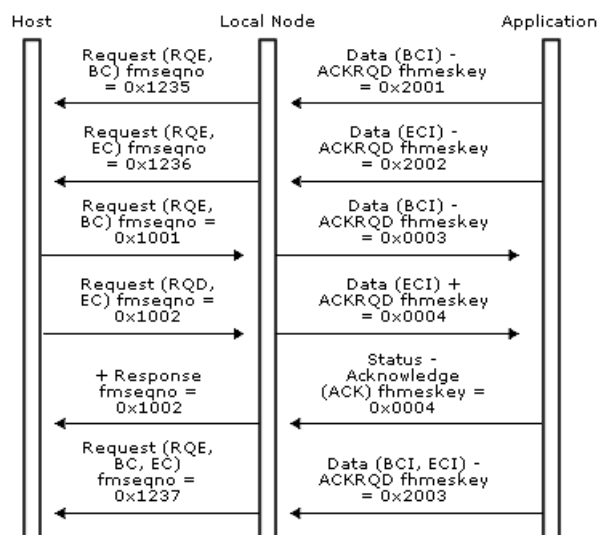 Host Local Node Application
Request (RQE,
BC) fmseqno
= 0x1235
Data (BCI) -
ACKRQD fhmeskey
= 0x2001
Request (RQE,
EC) fmseqno
= 0x1236
Data (ECI) -
ACKRQD fhmeskey
= 0x2002
Request (RQE,
BC) fmseqno =
0x1001
Data (BCI) -
ACKRQD fhmeskey
= 0x0003
Request (RQD,
EC) fmseqno =
0x1002
Data (ECI) +
ACKRQD fhmeskey
= 0x0004
+ Response
fmseqno =
0x1002
Status -
Acknowledge
(ACK) fhmeskey =
0x0004
Request (RQE,
BC, EC)
fmseqno =
0x1237
Data (BCI, ECI) -
ACKRQD fhmeskey
= 0x2003